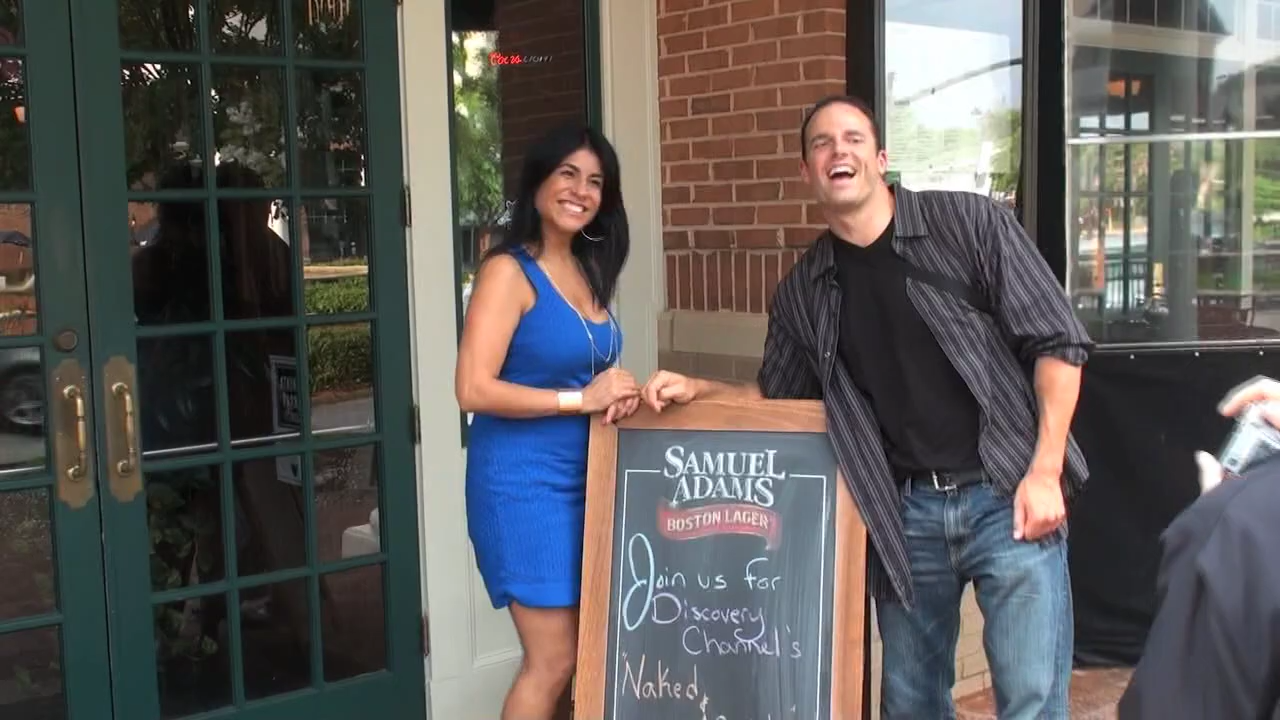 SAMUEL
ADAMS
BOSTON LAGER
Join us for
Discovery
Channel's
"Naked